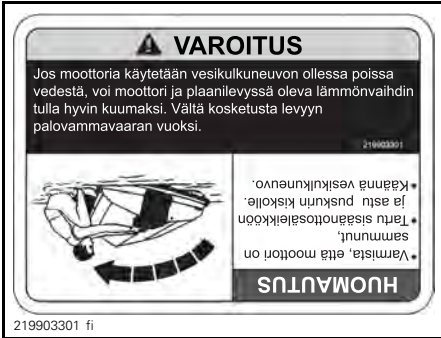 VAROITUS
Jos moottoria käytetään vesikulkuneuvon ollessa poissa
vedestä, voi moottori ja plaanilevyssä oleva lämmönvaihdin
tulla hyvin kuumaksi. Vältä kosketusta levyyn
palovammavaaran vuoksi.
219903301
HUOMAUTUS
• Varmista, että moottori on
sammunut,
• Tartu sisäänottosäleikköön
ja astu puskurin kiskolle.
• Käännä vesikulkuneuvo.
219903301 fi